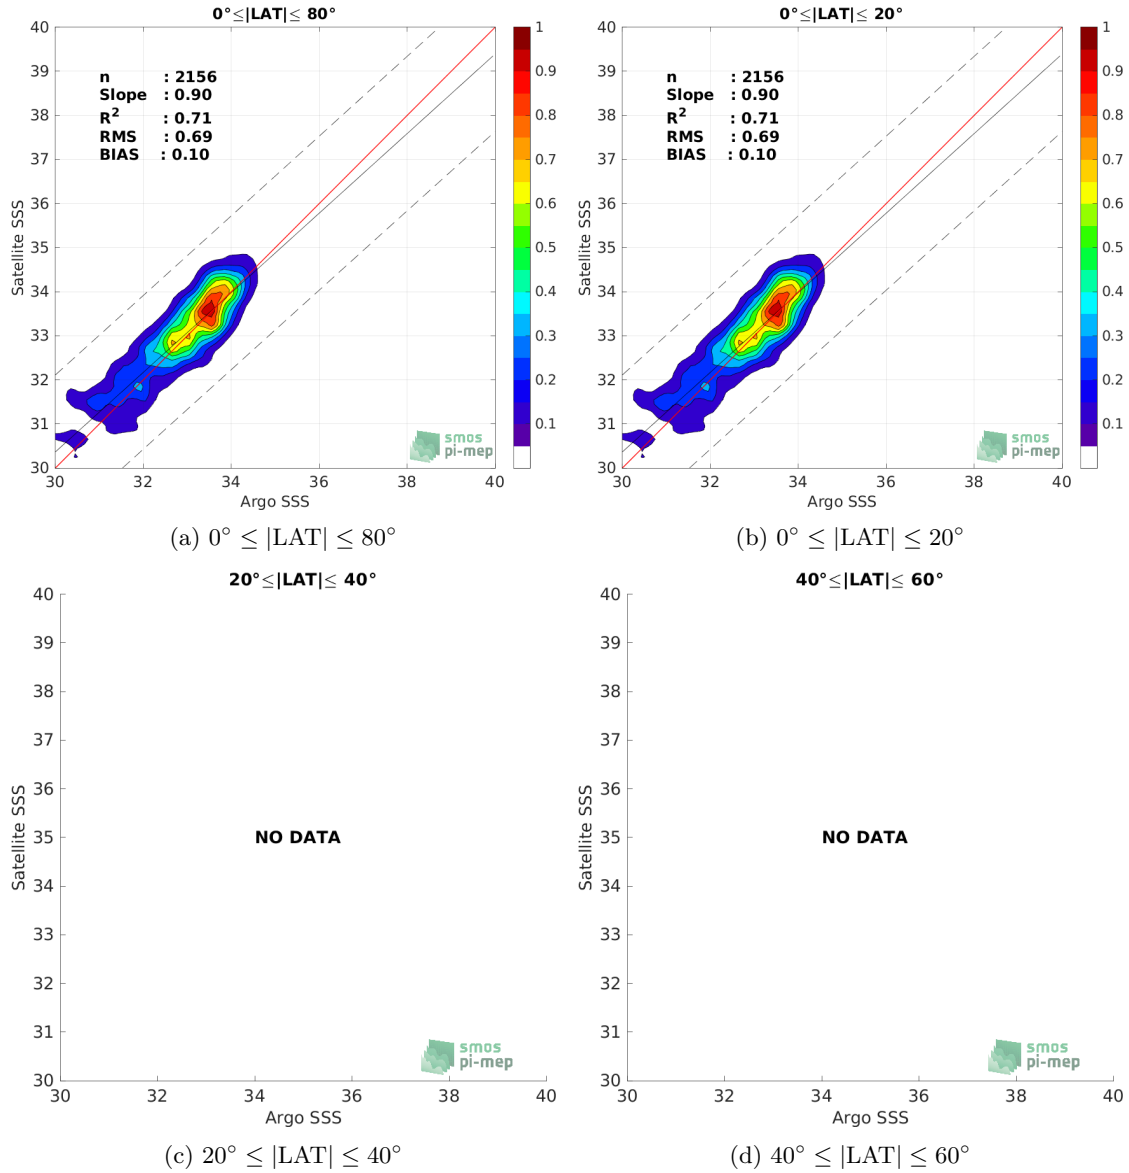 0°≤|LAT|≤ 80°
40
39
38
37
36
35
34
33
32
31
30
Satellite SSS
n : 2156
Slope : 0.90
R² : 0.71
RMS : 0.69
BIAS : 0.10
smos
pi-mep
30 32 34 36 38 40
Argo SSS
1
0.9
0.8
0.7
0.6
0.5
0.4
0.3
0.2
0.1
(a) 0° ≤ |LAT| ≤ 80°
0°≤|LAT|≤ 20°
40
39
38
37
36
35
34
33
32
31
30
Satellite SSS
n : 2156
Slope : 0.90
R² : 0.71
RMS : 0.69
BIAS : 0.10
smos
pi-mep
30 32 34 36 38 40
Argo SSS
1
0.9
0.8
0.7
0.6
0.5
0.4
0.3
0.2
0.1
(b) 0° ≤ |LAT| ≤ 20°
20°≤|LAT|≤ 40°
40
39
38
37
36
35
34
33
32
31
30
Satellite SSS
NO DATA
smos
pi-mep
30 32 34 36 38 40
Argo SSS
(c) 20° ≤ |LAT| ≤ 40°
40°≤|LAT|≤ 60°
40
39
38
37
36
35
34
33
32
31
30
Satellite SSS
NO DATA
smos
pi-mep
30 32 34 36 38 40
Argo SSS
(d) 40° ≤ |LAT| ≤ 60°